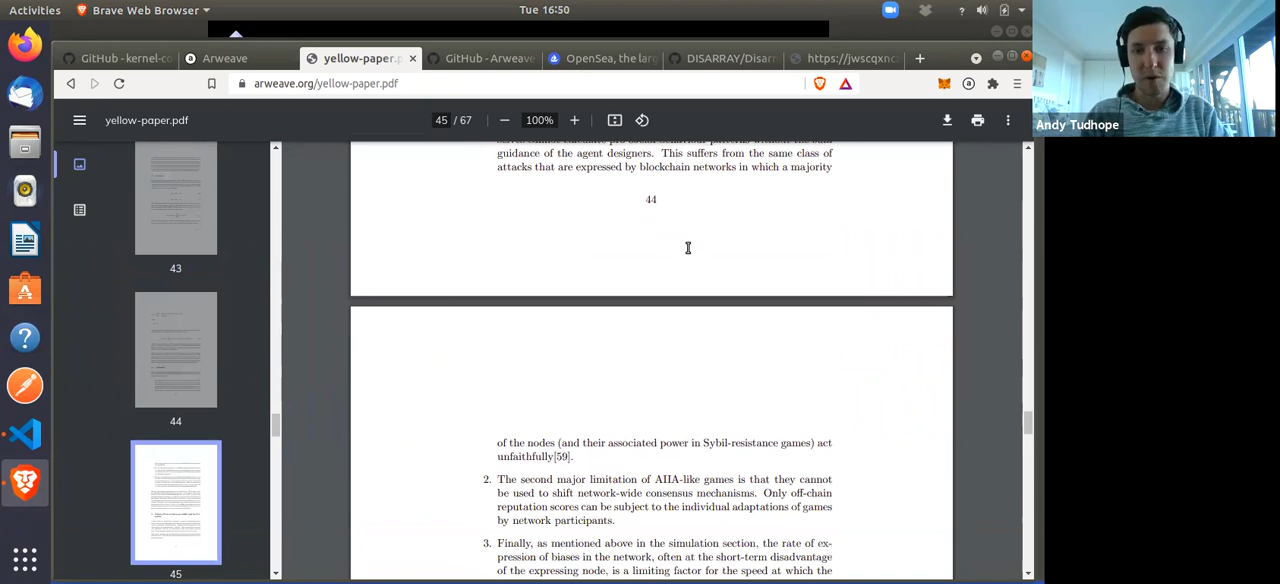 Activities
Brave Web Browser
Tue 16:50
GitHub - kernel-co
Arweave
yellow-paper.p
GitHub - Arweave
OpenSea, the larg
DISARRAY/Disarr
https://jwscqxnc
arweave.org/yellow-paper.pdf
Andy Tudhope
yellow-paper.pdf
45 / 67
100%
guidance of the agent designers. This suffers from the same class of
attacks that are expressed by blockchain networks in which a majority
44
43
of the nodes (and their associated power in Sybil-resistance games) act
unfaithfully[59].
2. The second major limitation of AIIA-like games is that they cannot
be used to shift network-wide consensus mechanisms. Only off-chain
reputation scores can be subject to the individual adaptations of games
by network participants.
3. Finally, as mentioned above in the simulation section, the rate of ex-
pression of biases in the network, often at the short-term disadvantage
of the expressing node, is a limiting factor for the speed at which the
44
45